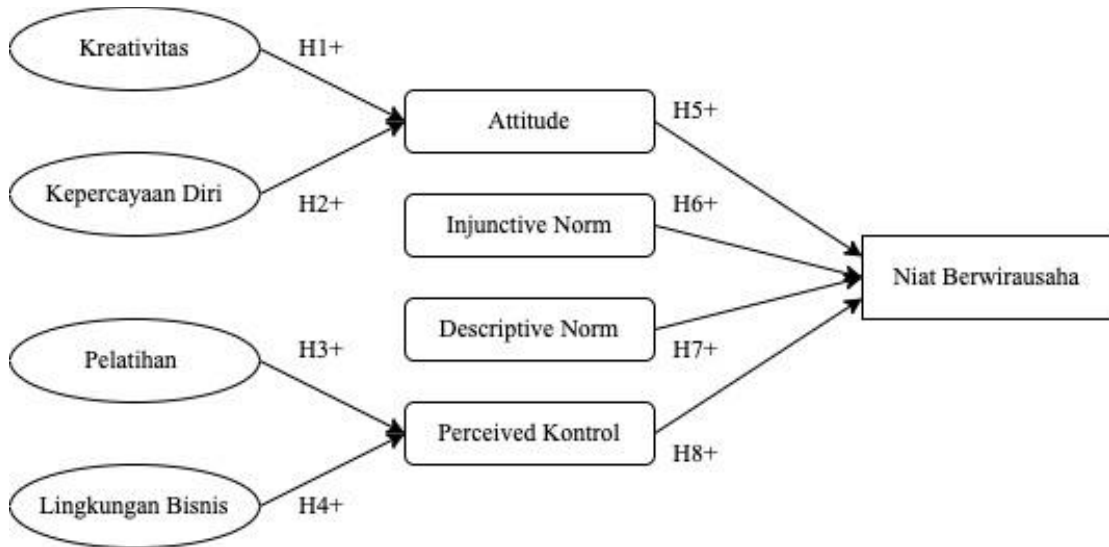 Kreativitas
H1+
Attitude
H5+
Kepercayaan Diri
H2+
Injunctive Norm
H6+
Niat Berwirausaha
Descriptive Norm
H7+
Pelatihan
H3+
Perceived Kontrol
H8+
Lingkungan Bisnis
H4+